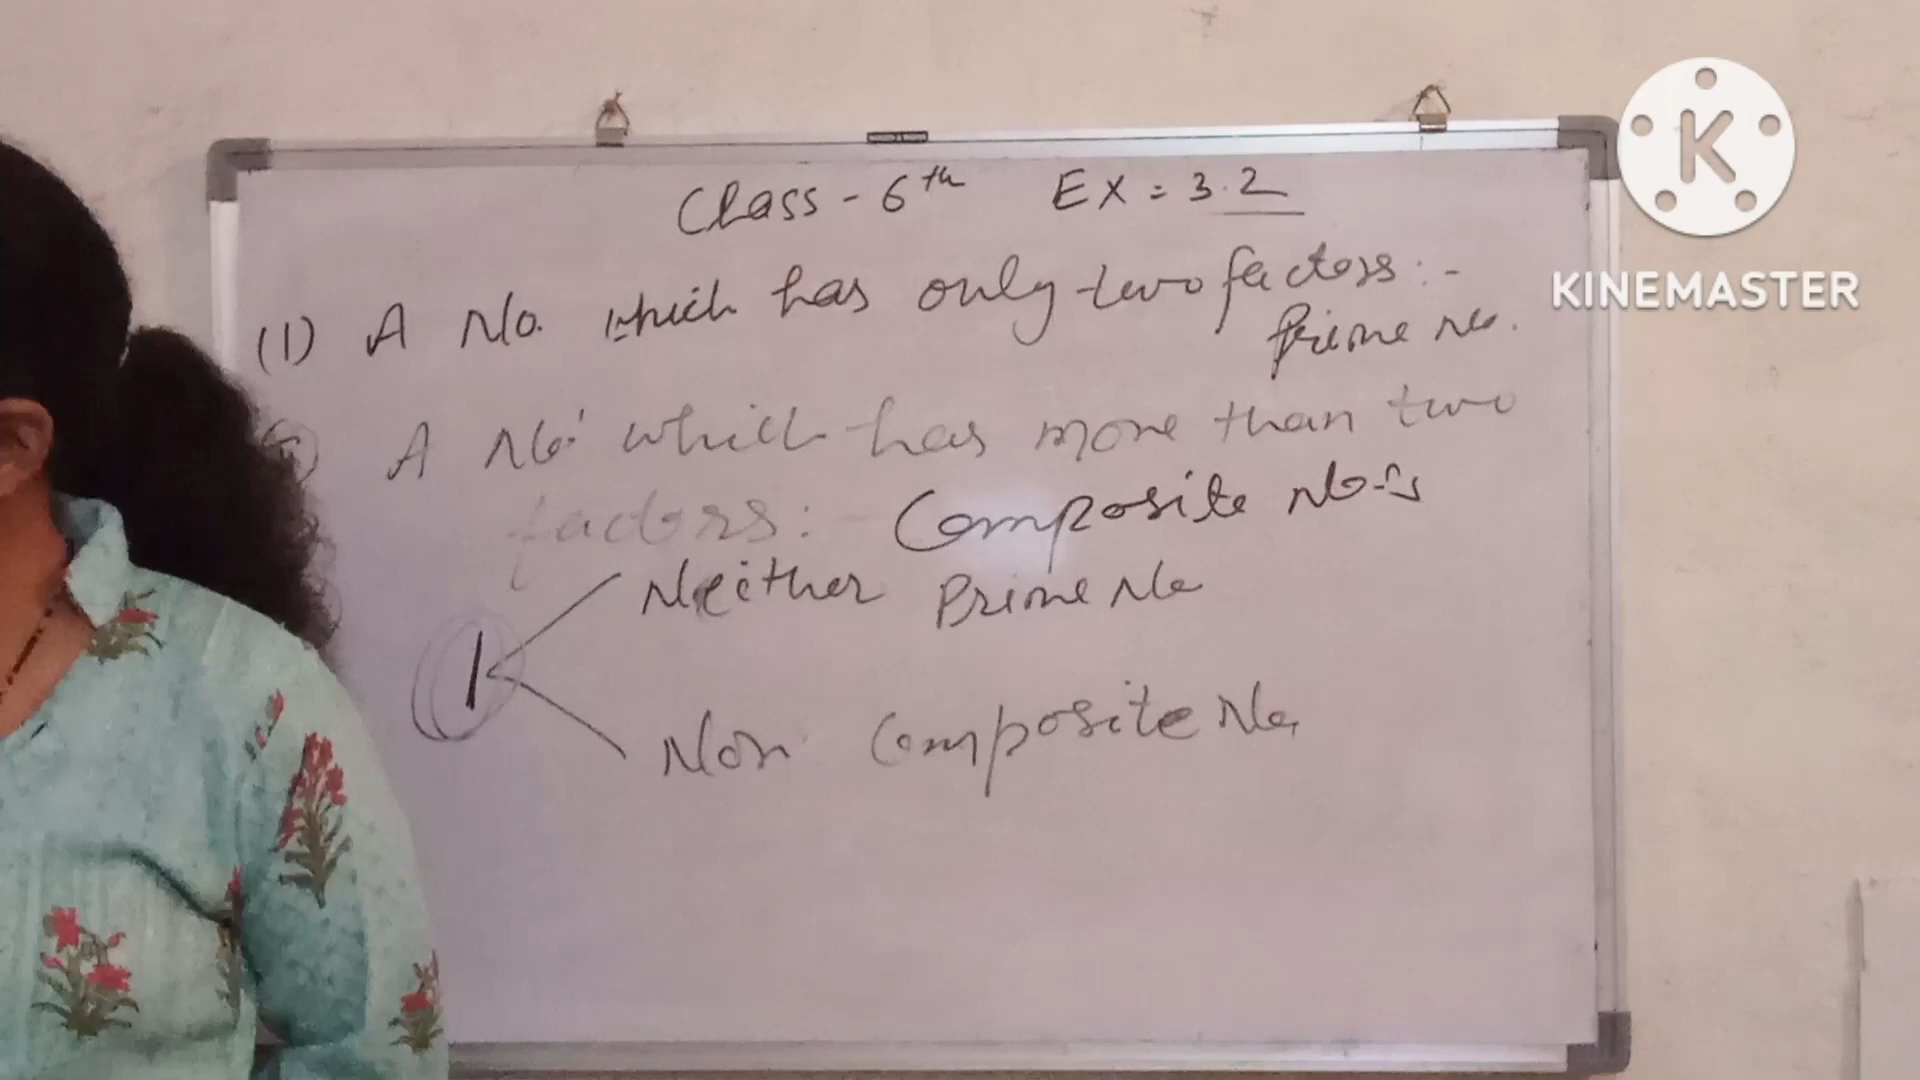 Class - 6th Ex = 3.2
(1) A No. which has only two factors :-
Prime No.
A No. which has more than two
factors :- Composite No.s
1
Neither Prime No
Nor Composite No.
K
KINEMASTER